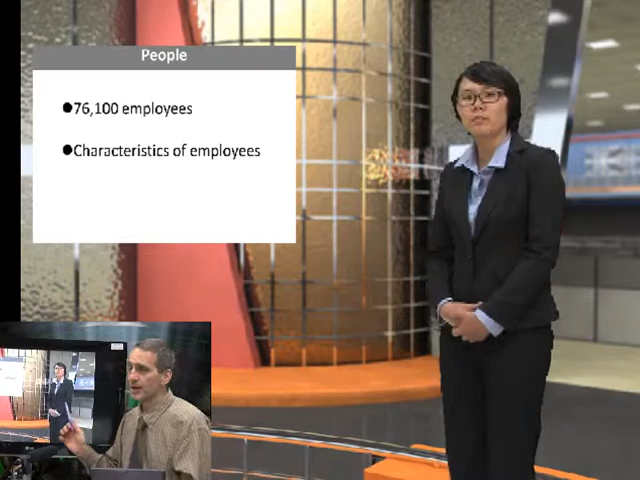 People
●76,100 employees
●Characteristics of employees